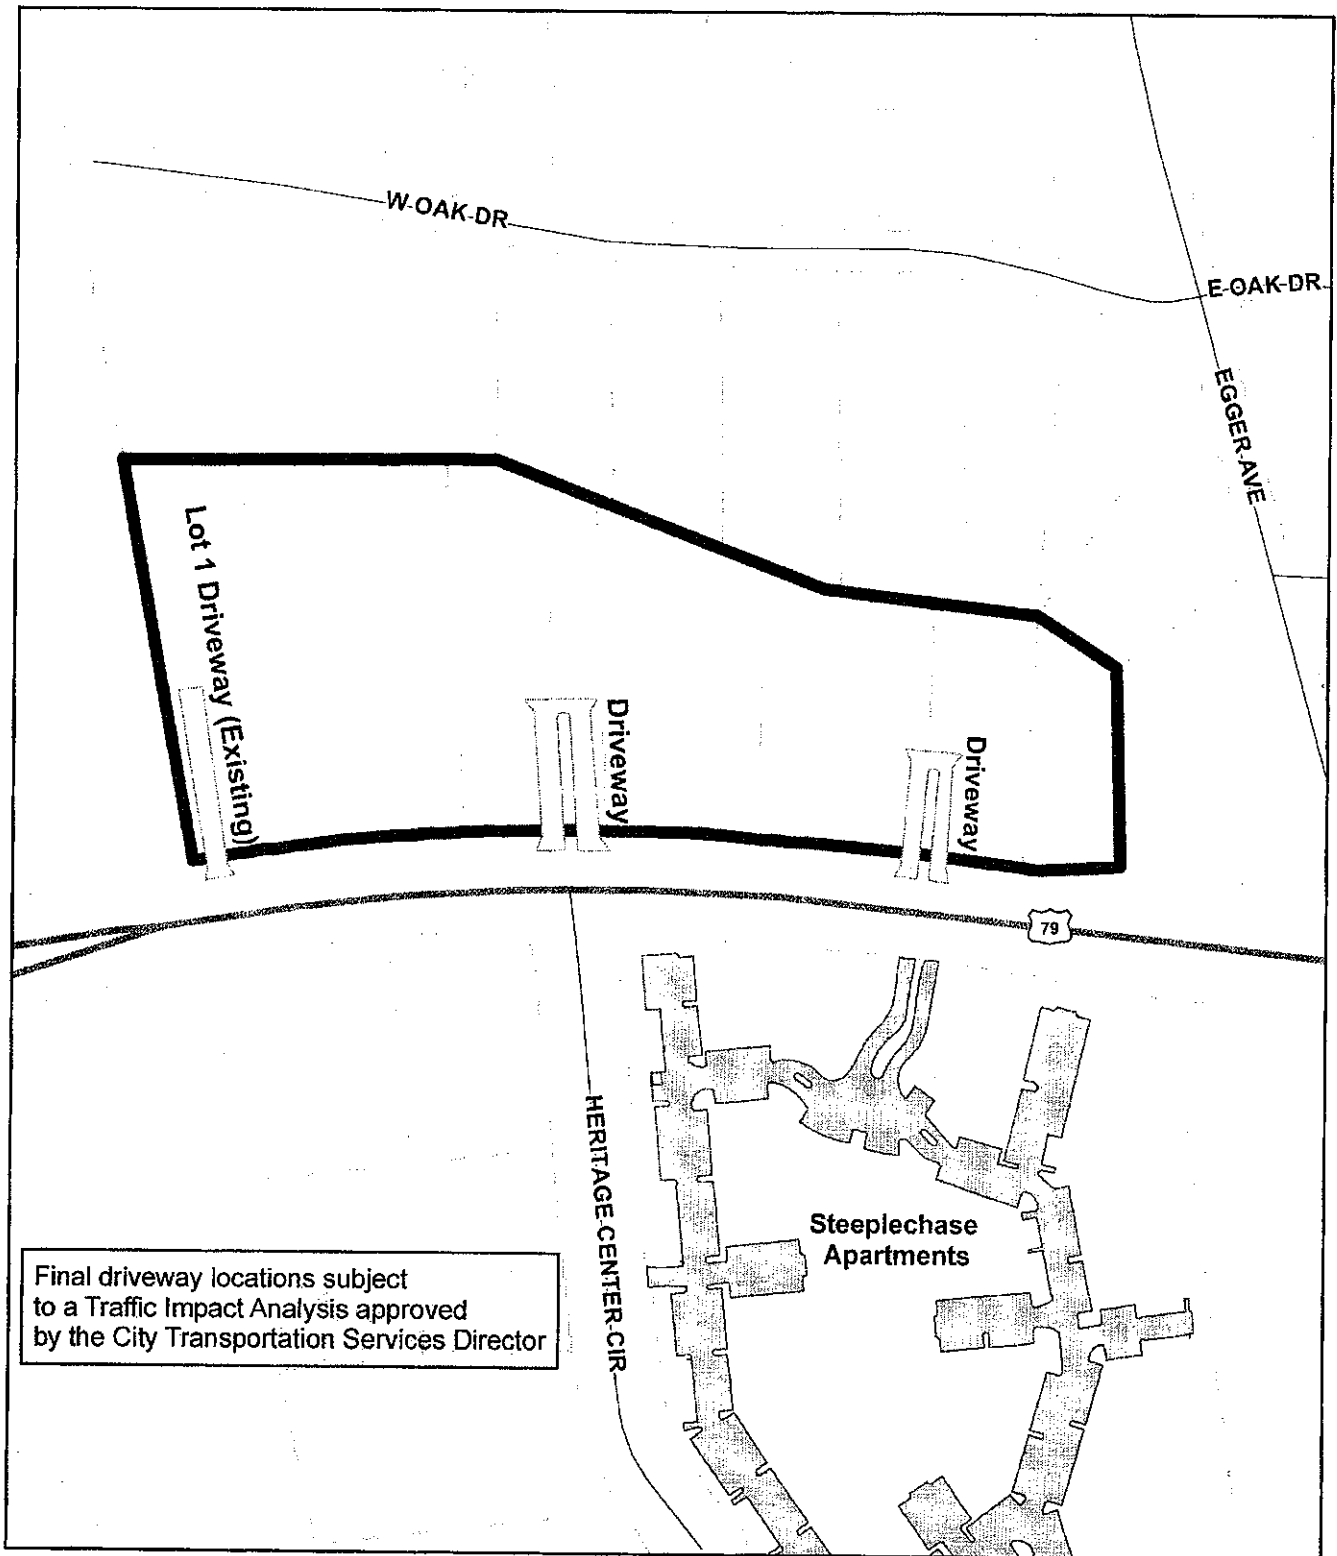 W OAK DR
E OAK DR
EGGER AVE
Lot 1 Driveway (Existing)
Driveway
Driveway
79
HERITAGE CENTER CIR
Steeplechase
Apartments
Final driveway locations subject
to a Traffic Impact Analysis approved
by the City Transportation Services Director